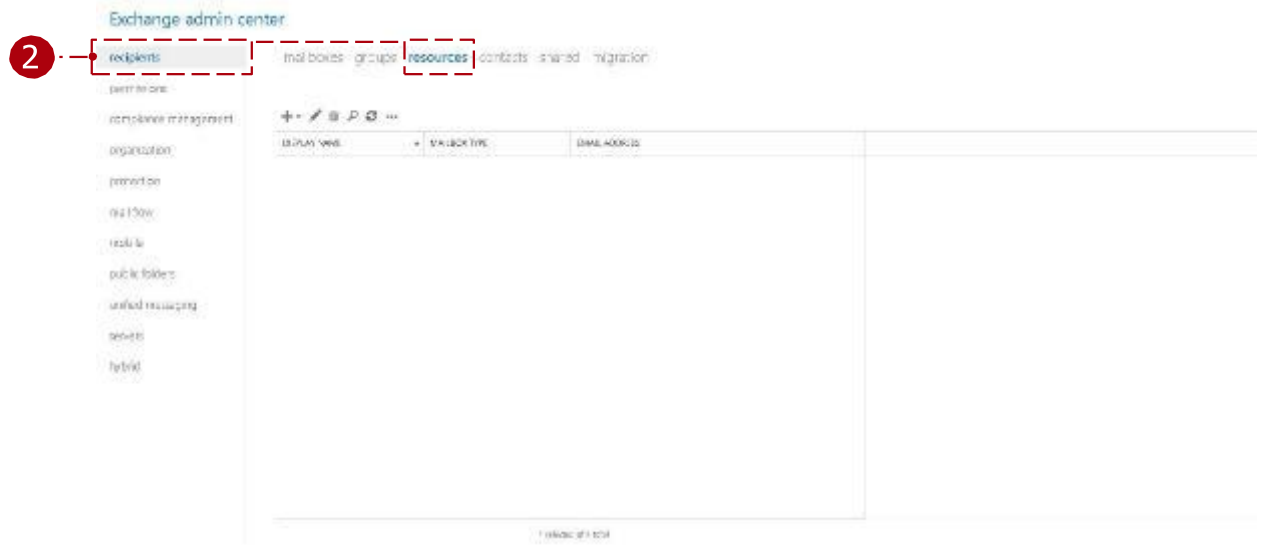 Exchange admin center
2
recipients
mailboxes groups resources contacts shared migration
permissions
compliance management
organization
protection
mail flow
mobile
public folders
unified messaging
servers
hybrid
DISPLAY NAME MAILBOX TYPE EMAIL ADDRESS